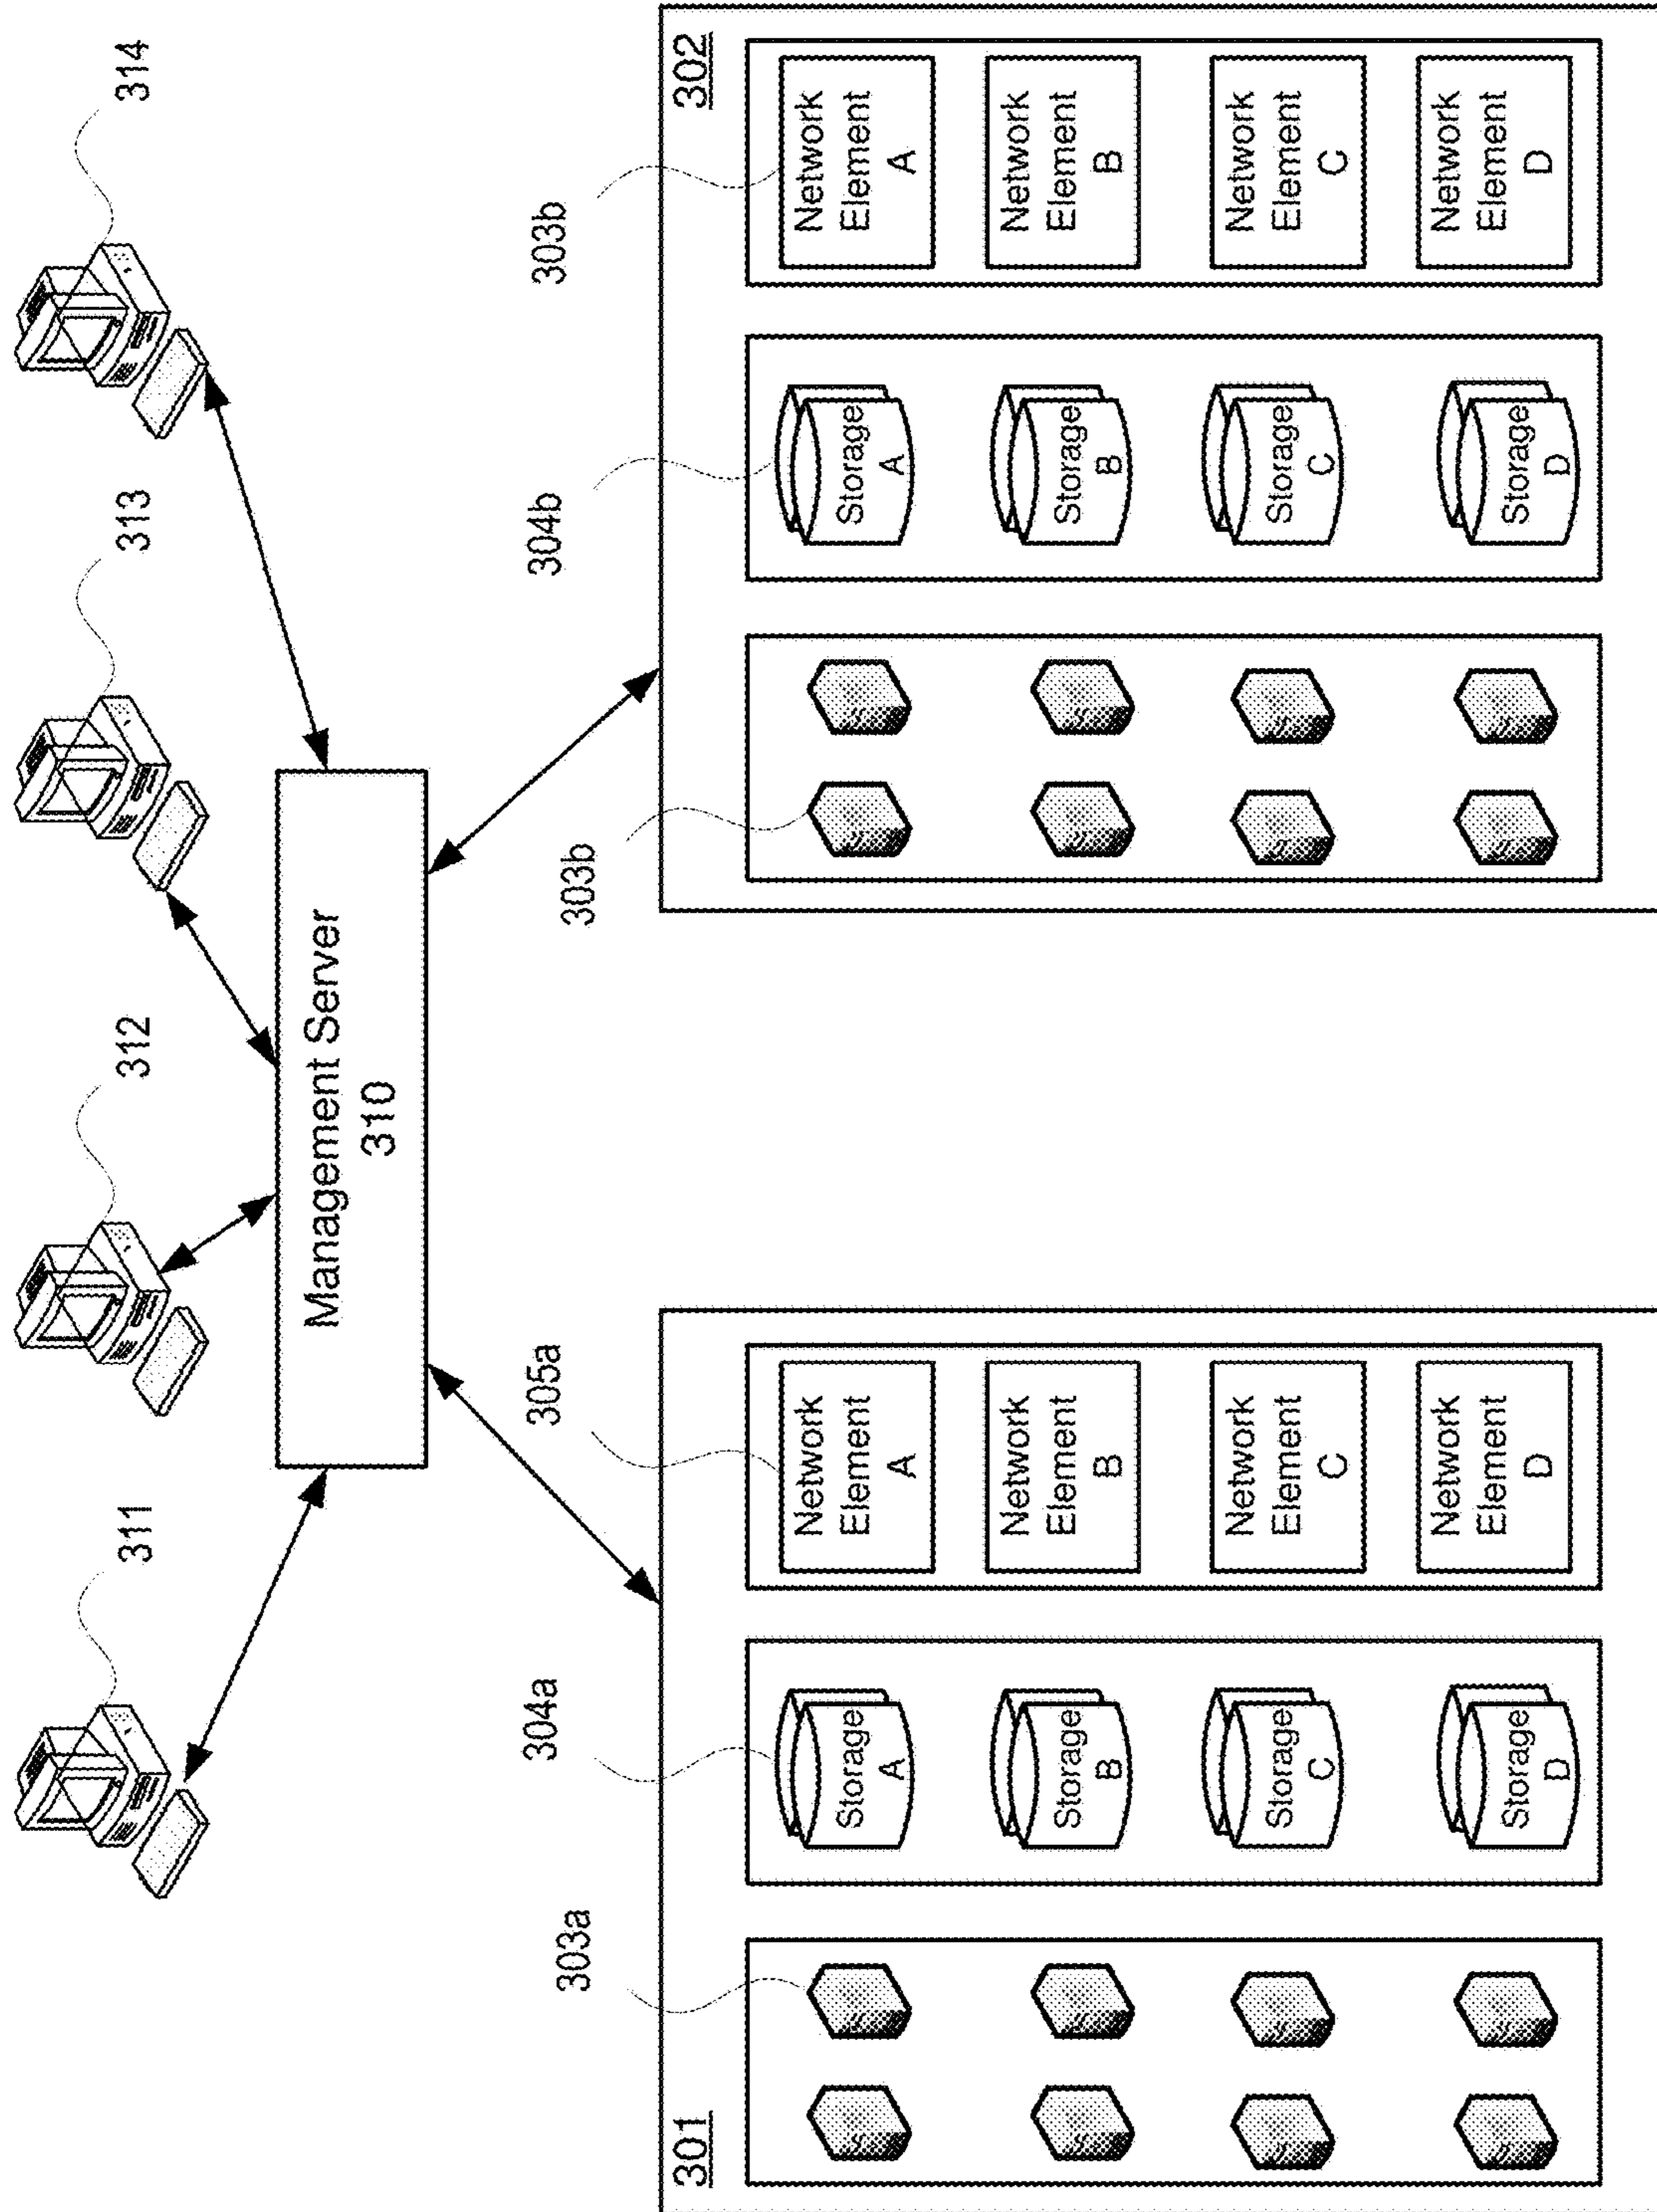 311
312
313
314
Management Server
310
303a
304a
305a
303b
304b
303b
301
Storage
A
Storage
B
Storage
C
Storage
D
Network
Element
A
Network
Element
B
Network
Element
C
Network
Element
D
302
Storage
A
Storage
B
Storage
C
Storage
D
Network
Element
A
Network
Element
B
Network
Element
C
Network
Element
D